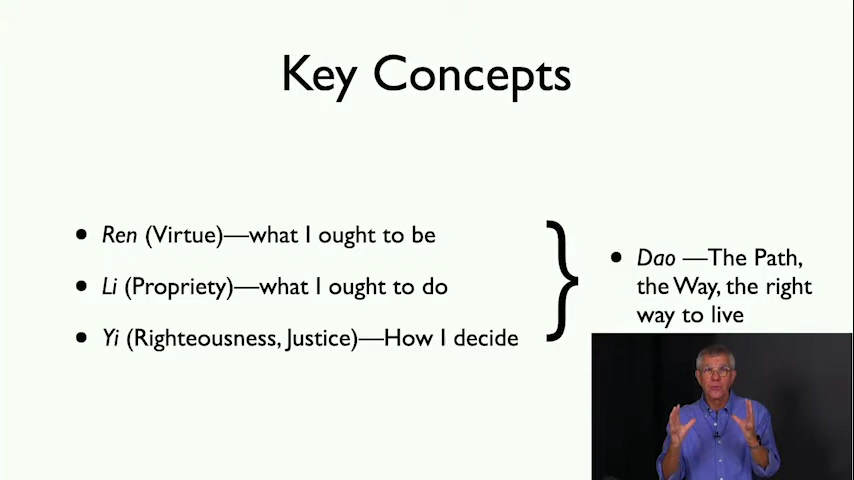 Key Concepts
• Ren (Virtue)—what I ought to be
• Li (Propriety)—what I ought to do
• Yi (Righteousness, Justice)—How I decide
}
• Dao —The Path,
the Way, the right
way to live